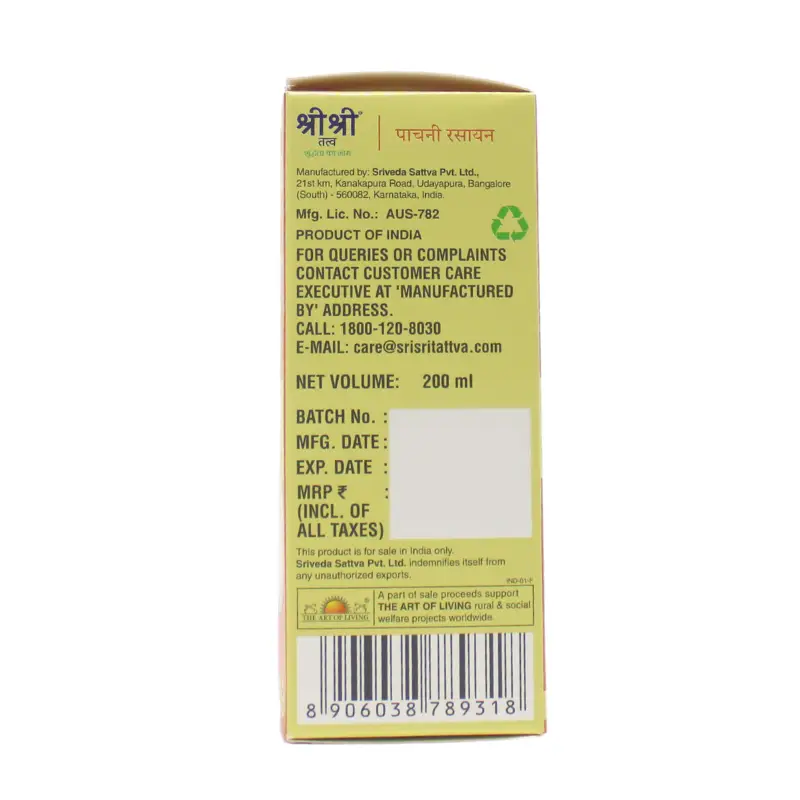 श्री श्री®
तत्व
शुद्धता का नाम
पाचनी रसायन
Manufactured by: Sriveda Sattva Pvt. Ltd.,
21st km, Kanakapura Road, Udayapura, Bangalore
(South) - 560082, Karnataka, India.
Mfg. Lic. No.: AUS-782
PRODUCT OF INDIA
FOR QUERIES OR COMPLAINTS
CONTACT CUSTOMER CARE
EXECUTIVE AT 'MANUFACTURED
BY' ADDRESS.
CALL: 1800-120-8030
E-MAIL: care@srisritattva.com
NET VOLUME: 200 ml
BATCH No. :
MFG. DATE :
EXP. DATE :
MRP ₹ :
(INCL. OF
ALL TAXES)
This product is for sale in India only.
Sriveda Sattva Pvt. Ltd. indemnifies itself from
any unauthorized exports.
IND-01-F
THE ART OF LIVING®
A part of sale proceeds support
THE ART OF LIVING rural & social
welfare projects worldwide.
8 906038 789318